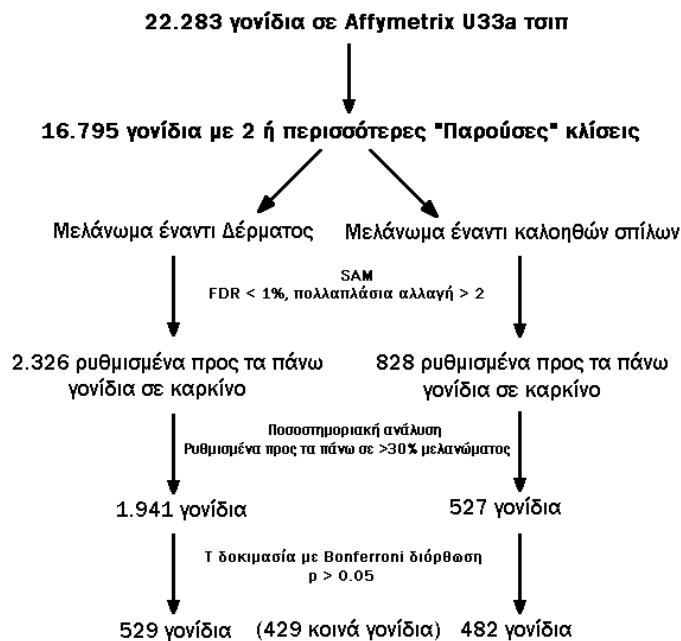 22.283 γονίδια σε Affymetrix U33a τσιπ
16.795 γονίδια με 2 ή περισσότερες "Παρούσες" κλίσεις
Μελάνωμα έναντι Δέρματος
Μελάνωμα έναντι καλοηθών σπίλων
SAM
FDR < 1%, πολλαπλάσια αλλαγή > 2
2.326 ρυθμισμένα προς τα πάνω
γονίδια σε καρκίνο
828 ρυθμισμένα προς τα πάνω
γονίδια σε καρκίνο
Ποσοστημοριακή ανάλυση
Ρυθμισμένα προς τα πάνω σε >30% μελανώματος
1.941 γονίδια
527 γονίδια
Τ δοκιμασία με Bonferroni διόρθωση
p > 0.05
529 γονίδια (429 κοινά γονίδια) 482 γονίδια